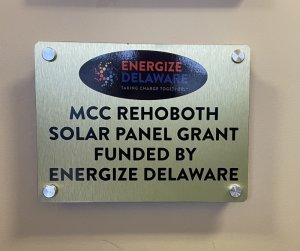 ENERGIZE
DELAWARE
TAKING CHARGE TOGETHER
MCC REHOBOTH
SOLAR PANEL GRANT
FUNDED BY
ENERGIZE DELAWARE